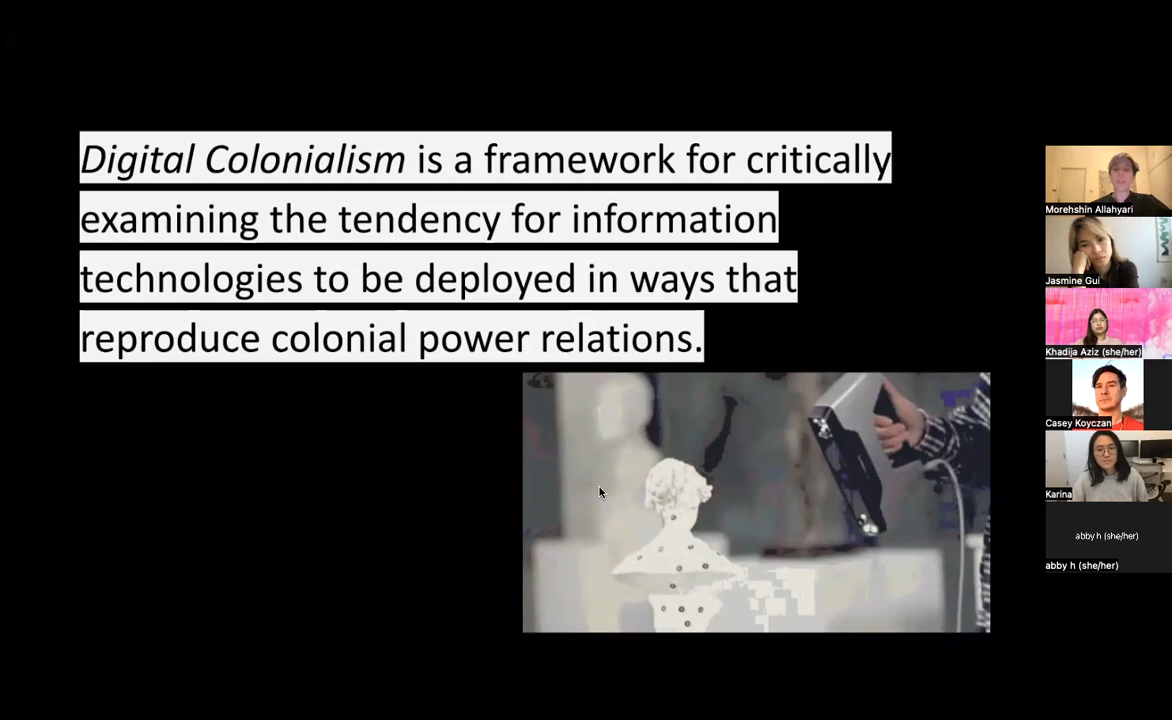 Digital Colonialism is a framework for critically
examining the tendency for information
technologies to be deployed in ways that
reproduce colonial power relations.
Morehshin Allahyari
Jasmine Gui
Khadija Aziz (she/her)
Casey Koyczan
Karina
abby h (she/her)
abby h (she/her)